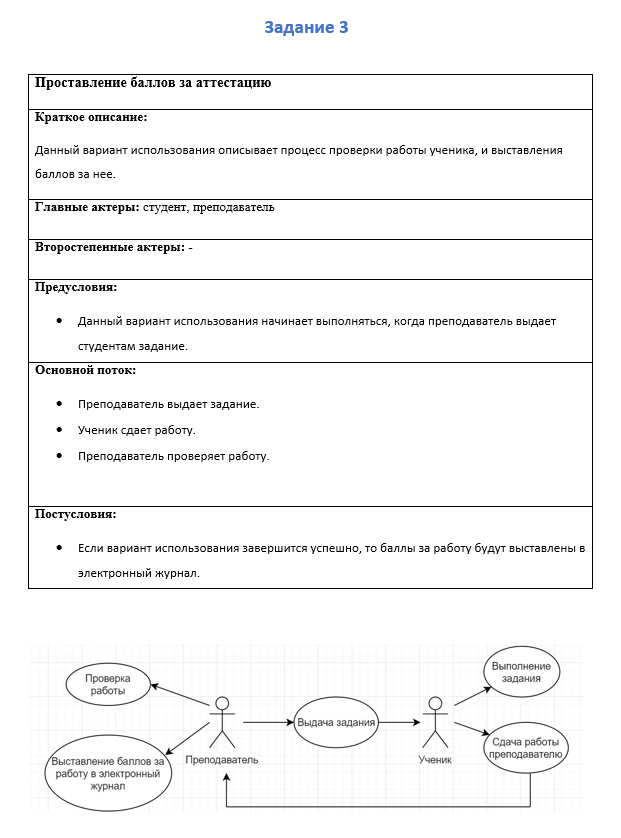 Задание 3
Проставление баллов за аттестацию
Краткое описание:
Данный вариант использования описывает процесс проверки работы ученика, и выставления
баллов за нее.
Главные актеры: студент, преподаватель
Второстепенные актеры: -
Предусловия:
• Данный вариант использования начинает выполняться, когда преподаватель выдает
студентам задание.
Основной поток:
• Преподаватель выдает задание.
• Ученик сдает работу.
• Преподаватель проверяет работу.
Постусловия:
• Если вариант использования завершится успешно, то баллы за работу будут выставлены в
электронный журнал.
Проверка
работы
Выставление баллов за
работу в электронный
журнал
Преподаватель
Выдача задания
Ученик
Выполнение
задания
Сдача работы
преподавателю